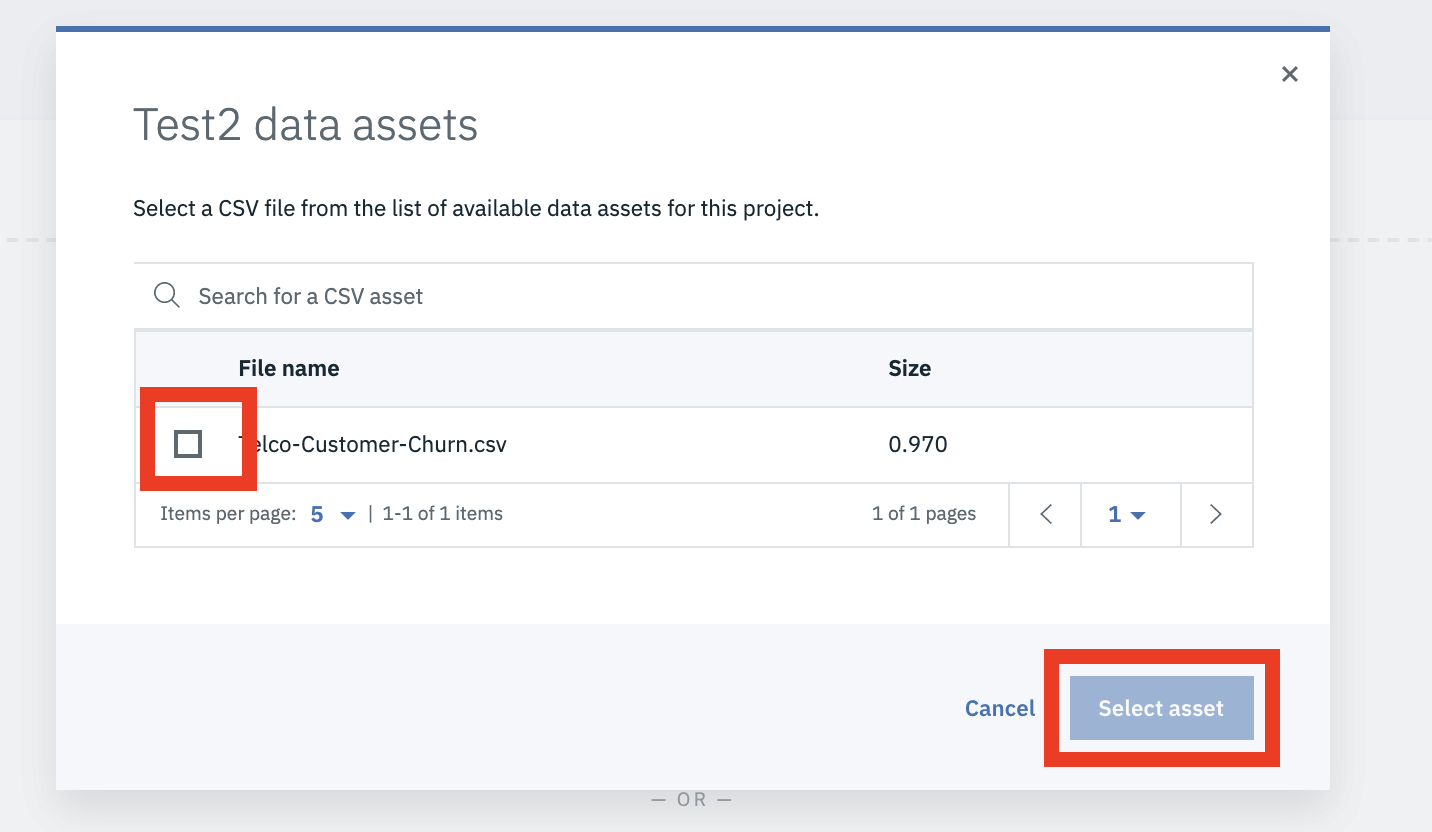 Test2 data assets
Select a CSV file from the list of available data assets for this project.
Search for a CSV asset
File name Size
Telco-Customer-Churn.csv 0.970
Items per page: 5 | 1-1 of 1 items 1 of 1 pages 1
Cancel Select asset
— OR —